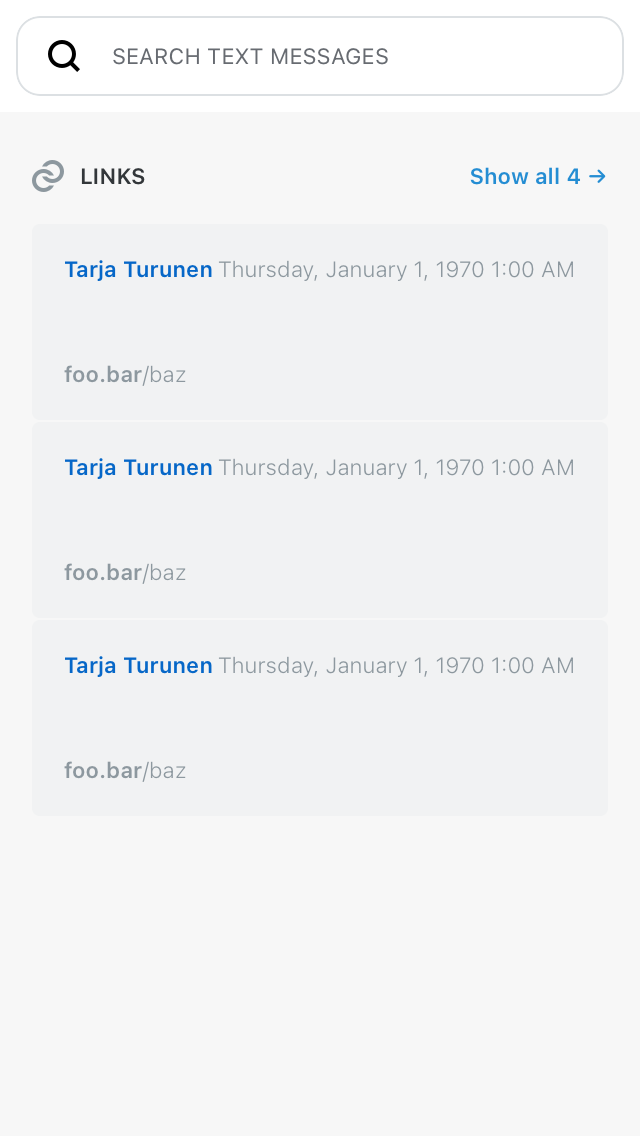 SEARCH TEXT MESSAGES
LINKS Show all 4 →
Tarja Turunen Thursday, January 1, 1970 1:00 AM
foo.bar/baz
Tarja Turunen Thursday, January 1, 1970 1:00 AM
foo.bar/baz
Tarja Turunen Thursday, January 1, 1970 1:00 AM
foo.bar/baz